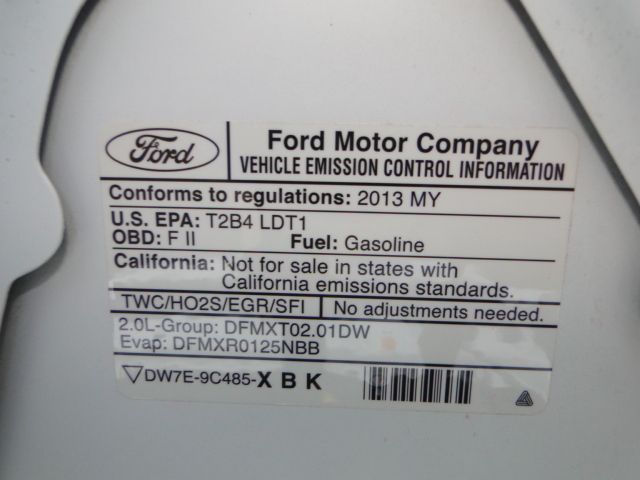 Ford
Ford Motor Company
VEHICLE EMISSION CONTROL INFORMATION
Conforms to regulations: 2013 MY
U.S. EPA: T2B4 LDT1
OBD: F II Fuel: Gasoline
California: Not for sale in states with
California emissions standards.
TWC/HO2S/EGR/SFI No adjustments needed.
2.0L-Group: DFMXT02.01DW
Evap: DFMXR0125NBB
DW7E-9C485-X B K